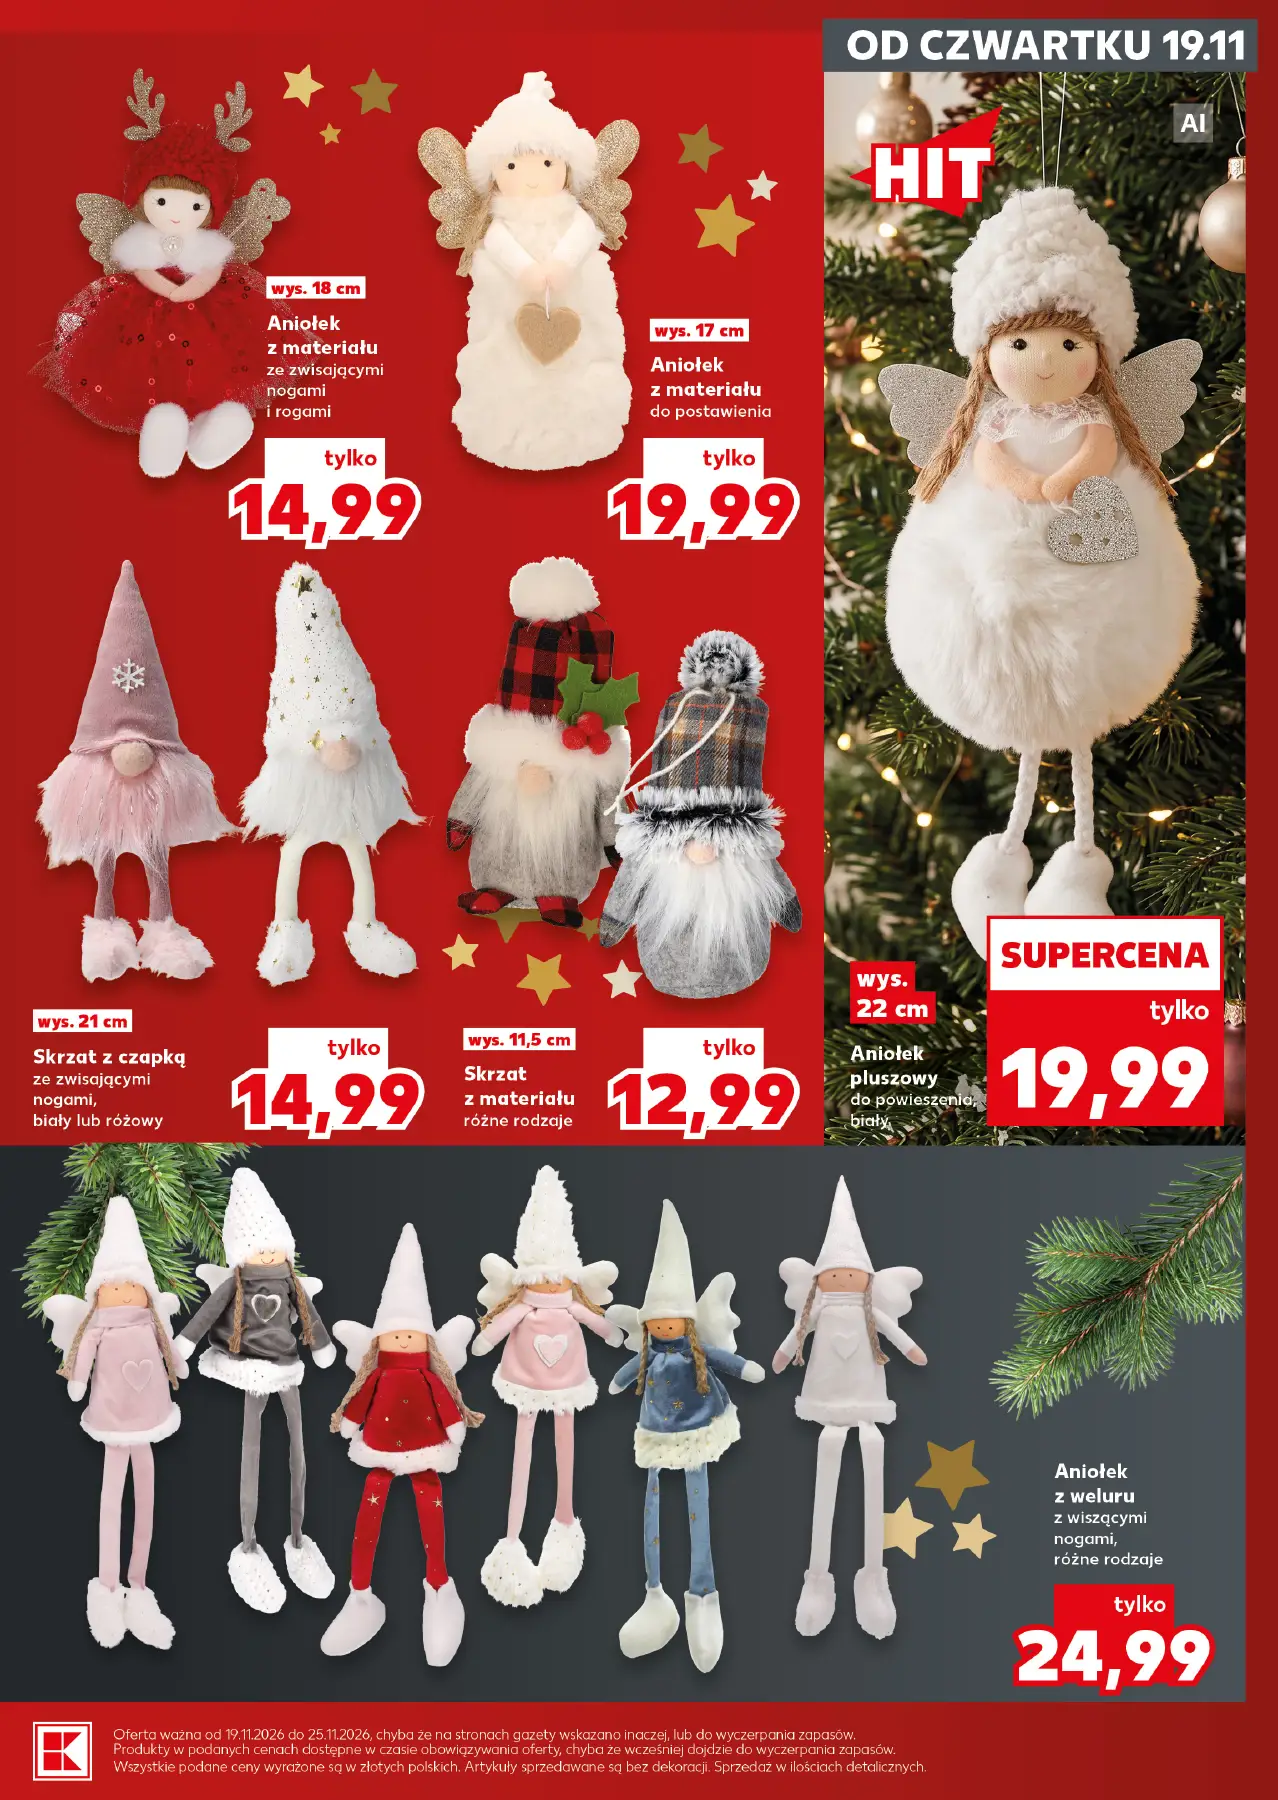 OD CZWARTKU 19.11
AI
HIT
wys. 18 cm
Aniołek
z materiału
ze zwisającymi
nogami
i rogami
tylko
14,99
wys. 17 cm
Aniołek
z materiału
do postawienia
tylko
19,99
wys. 21 cm
Skrzat z czapką
ze zwisającymi
nogami,
biały lub różowy
tylko
14,99
wys. 11,5 cm
Skrzat
z materiału
różne rodzaje
tylko
12,99
wys.
22 cm
Aniołek
pluszowy
do powieszenia,
biały,
SUPERCENA
tylko
19,99
Aniołek
z weluru
z wiszącymi
nogami,
różne rodzaje
tylko
24,99
Oferta ważna od 19.11.2026 do 25.11.2026, chyba że na stronach gazety wskazano inaczej, lub do wyczerpania zapasów.
Produkty w podanych cenach dostępne w czasie obowiązywania oferty, chyba że wcześniej dojdzie do wyczerpania zapasów.
Wszystkie podane ceny wyrażone są w złotych polskich. Artykuły sprzedawane są bez dekoracji. Sprzedaż w ilościach detalicznych.